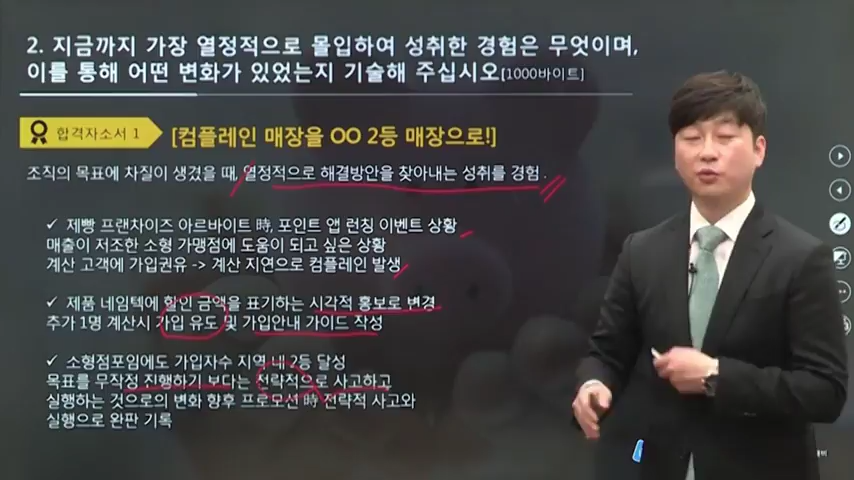 2. 지금까지 가장 열정적으로 몰입하여 성취한 경험은 무엇이며,
이를 통해 어떤 변화가 있었는지 기술해 주십시오[1000바이트]
합격자소서 1
[컴플레인 매장을 OO 2등 매장으로!]
조직의 목표에 차질이 생겼을 때, 열정적으로 해결방안을 찾아내는 성취를 경험.
✓ 제빵 프랜차이즈 아르바이트 時, 포인트 앱 런칭 이벤트 상황
매출이 저조한 소형 가맹점에 도움이 되고 싶은 상황
계산 고객에 가입권유 -> 계산 지연으로 컴플레인 발생
✓ 제품 네임텍에 할인 금액을 표기하는 시각적 홍보로 변경
추가 1명 계산시 가입 유도 및 가입안내 가이드 작성
✓ 소형점포임에도 가입자수 지역 내 2등 달성
목표를 무작정 진행하기 보다는 전략적으로 사고하고
실행하는 것으로의 변화 향후 프로모션 時 전략적 사고와
실행으로 완판 기록